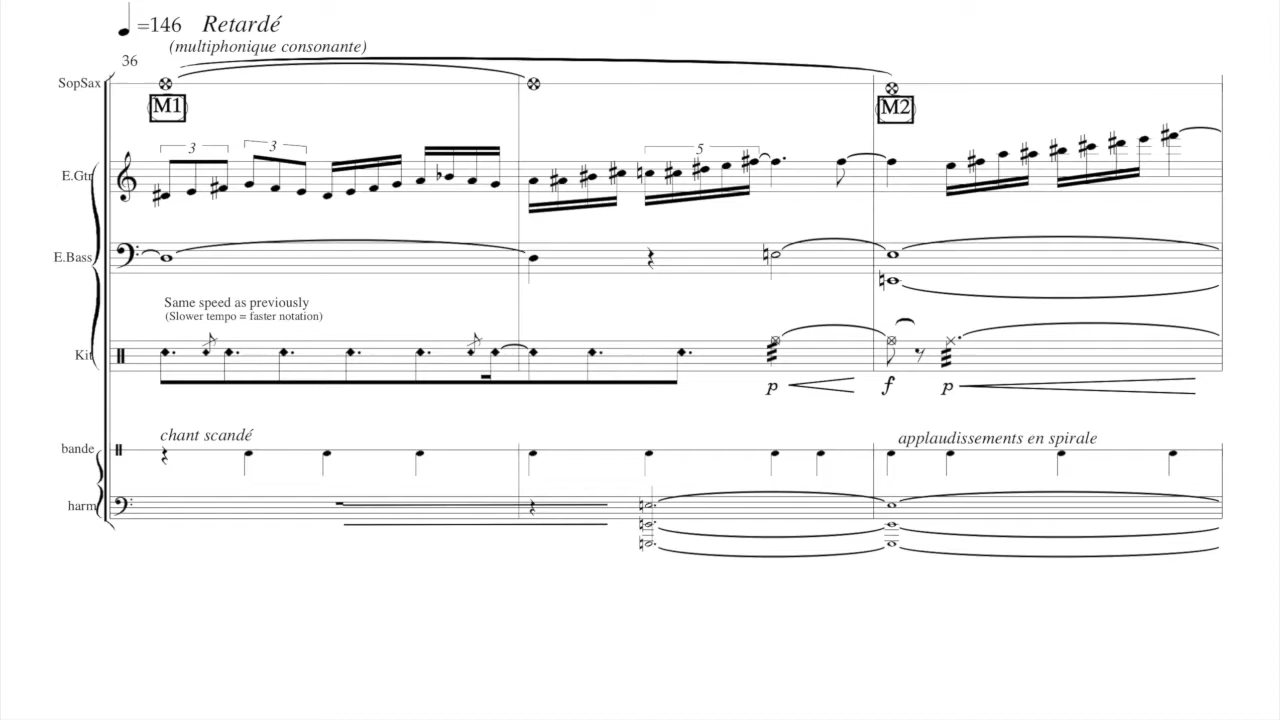 =146 Retardé
(multiphonique consonante)
36
SopSax
M1
M2
3
3
5
E.Gtr
E.Bass
Same speed as previously
(Slower tempo = faster notation)
Kit
p
f
p
chant scandé
applaudissements en spirale
bande
harm